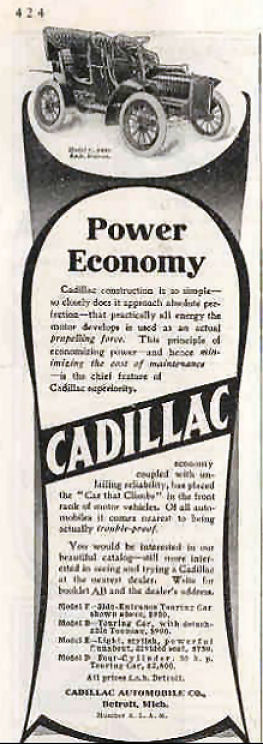 424
Model F, $950
f.o.b. Detroit.
Power
Economy
Cadillac construction is so simple—
so closely does it approach absolute per-
fection—that practically all energy the
motor develops is used as an actual
propelling force. This principle of
economizing power—and hence min-
imizing the cost of maintenance
—is the chief feature of
Cadillac superiority.
CADILLAC
economy
coupled with un-
failing reliability, has placed
the "Car that Climbs" in the front
rank of motor vehicles. Of all auto-
mobiles it comes nearest to being
actually trouble-proof.
You would be interested in our
beautiful catalog—still more inter-
ested in seeing and trying a Cadillac
at the nearest dealer. Write for
booklet AB and the dealer's address.
Model F—Side-Entrance Touring Car
shown above, $950.
Model B—Touring Car, with detach-
able Tonneau, $900.
Model E—Light, stylish, powerful
Runabout, divided seat, $750.
Model D—Four-Cylinder, 30 h. p.
Touring Car, $2,800.
All prices f.o.b. Detroit.
CADILLAC AUTOMOBILE CO.,
Detroit, Mich.
Member A. L. A. M.